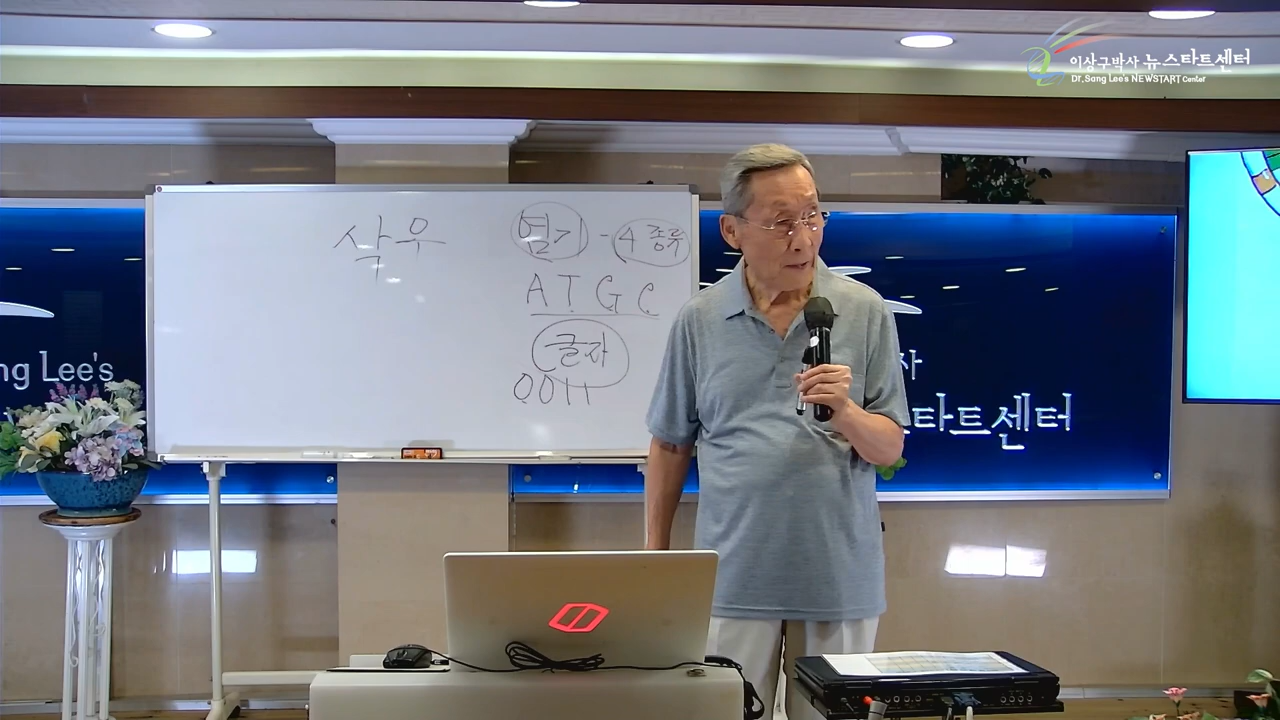 이상구박사 뉴스타트센터
Dr. Sang Lee's NEWSTART Center
삭우 염기 - 4 종류
A T G C
글자
0011
ng Lee's
사
스타트센터